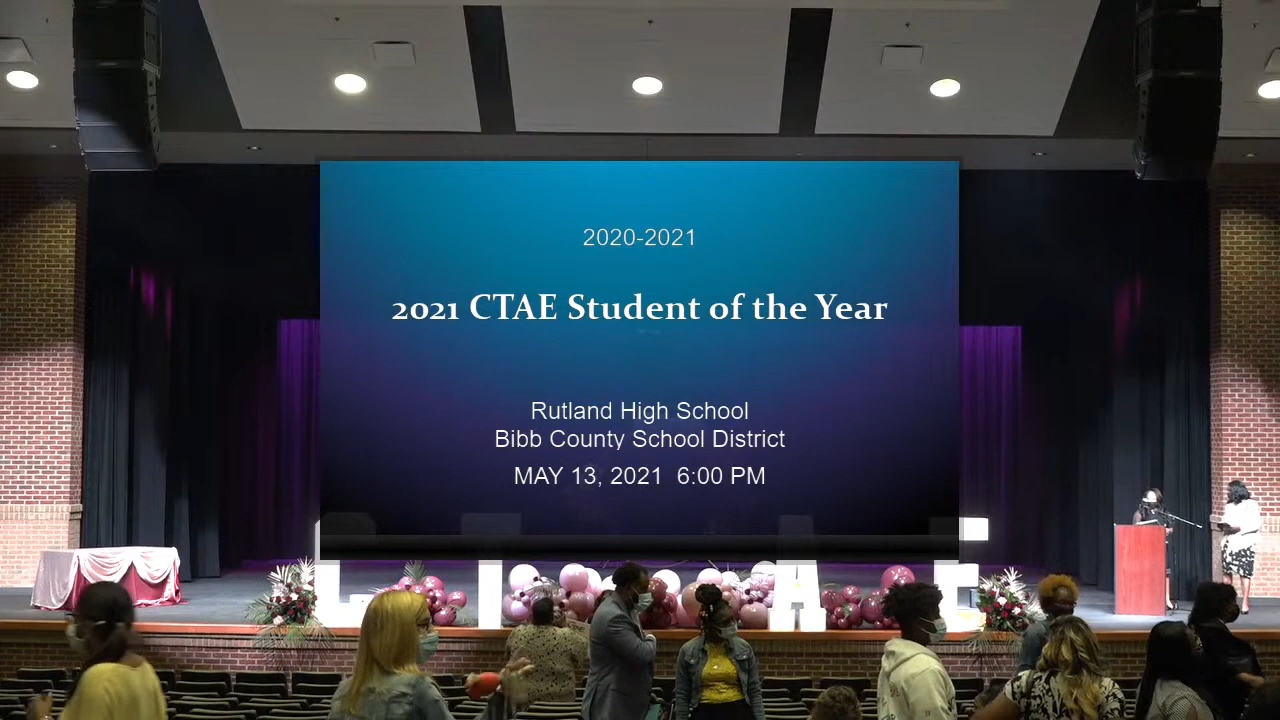 2020-2021
2021 CTAE Student of the Year
Rutland High School
Bibb County School District
MAY 13, 2021 6:00 PM
CTAE